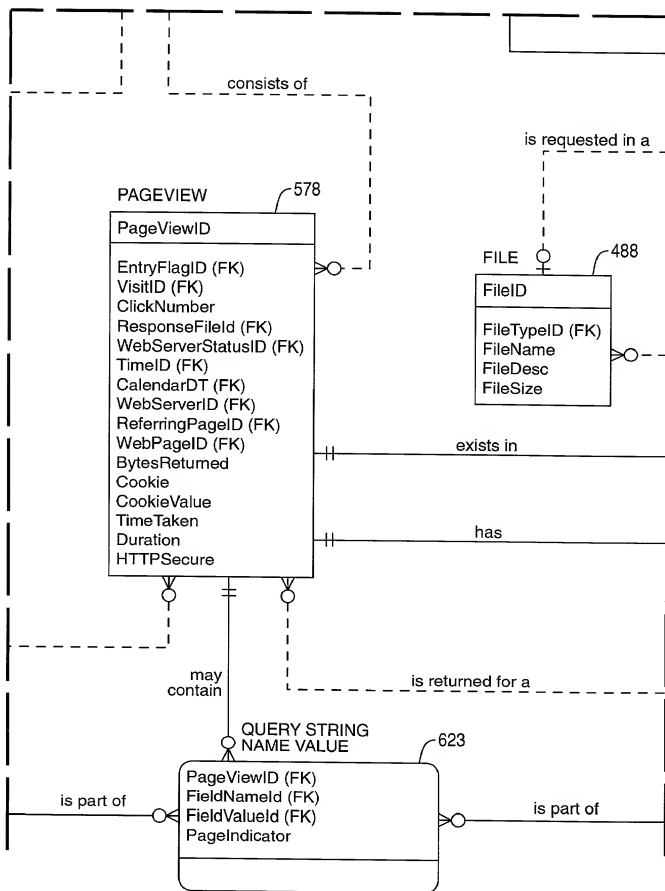 consists of
is requested in a
PAGEVIEW
578
PageViewID
EntryFlagID (FK)
VisitID (FK)
ClickNumber
ResponseFileId (FK)
WebServerStatusID (FK)
TimeID (FK)
CalendarDT (FK)
WebServerID (FK)
ReferringPageID (FK)
WebPageID (FK)
BytesReturned
Cookie
CookieValue
TimeTaken
Duration
HTTPSecure
FILE
488
FileID
FileTypeID (FK)
FileName
FileDesc
FileSize
exists in
has
may
contain
is returned for a
QUERY STRING
NAME VALUE
623
PageViewID (FK)
FieldNameId (FK)
FieldValueId (FK)
PageIndicator
is part of
is part of